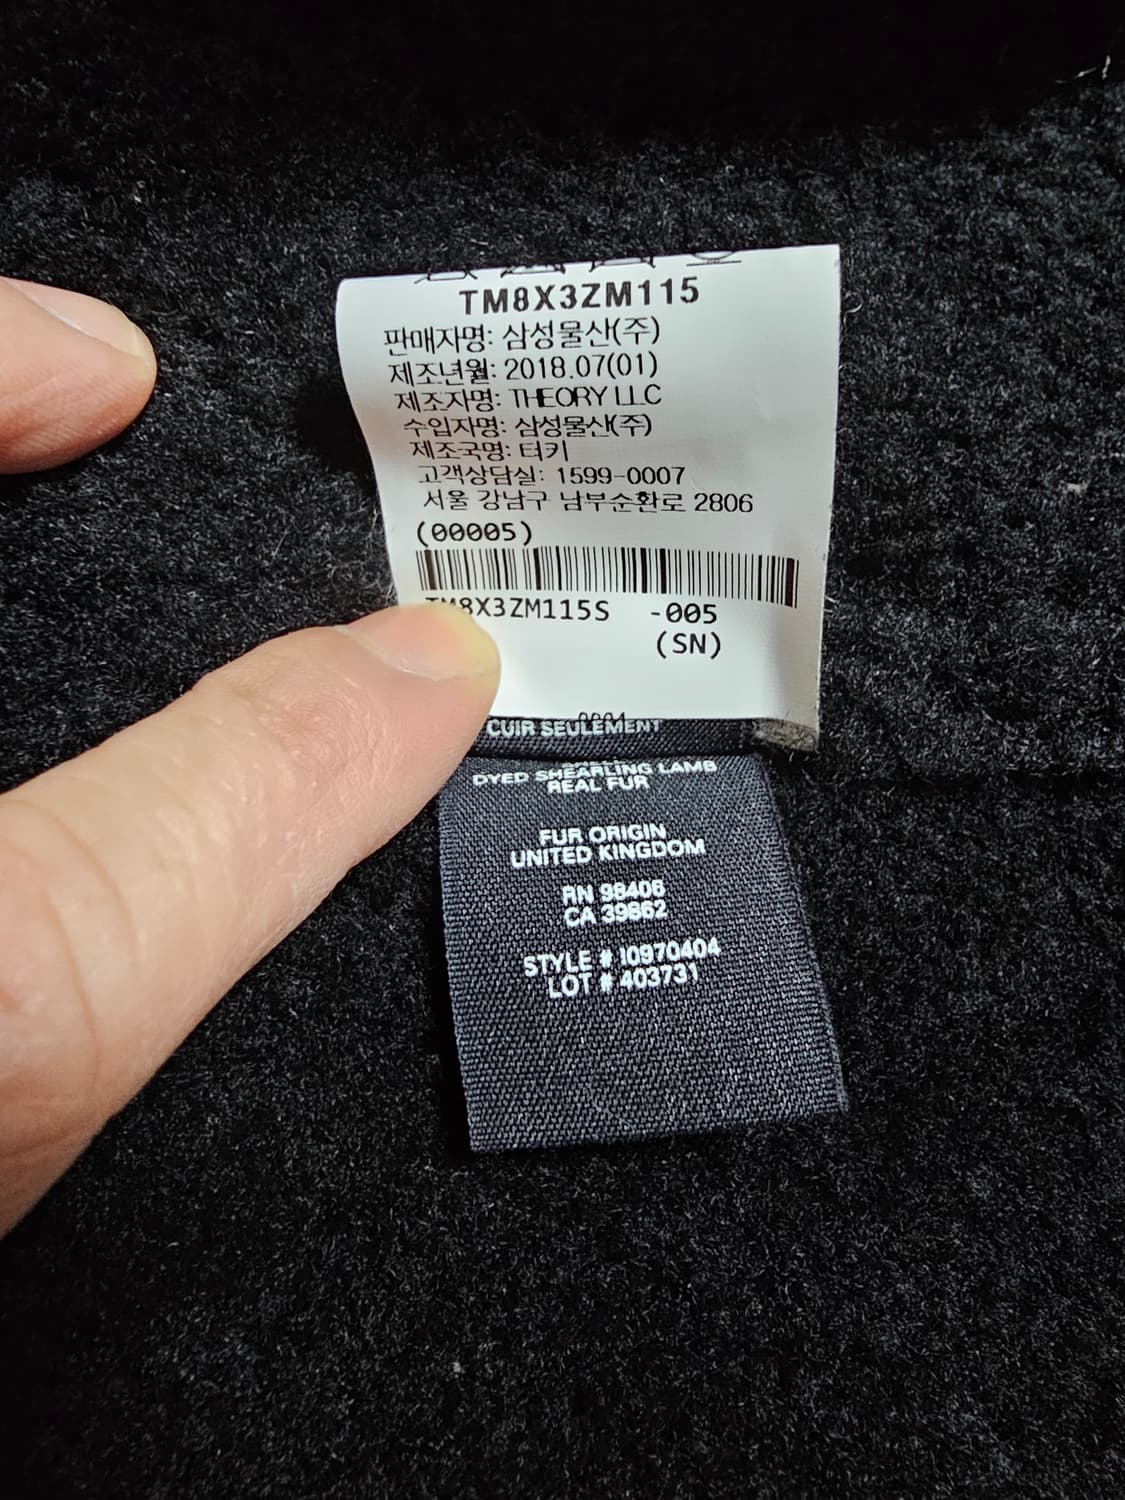 TM8X3ZM115
판매자명: 삼성물산(주)
제조년월: 2018.07(01)
제조자명: THEORY LLC
수입자명: 삼성물산(주)
제조국명: 터키
고객상담실: 1599-0007
서울 강남구 남부순환로 2806
(00005)
TM8X3ZM115S -005
(SN)
CUIR SEULEMENT
DYED SHEARLING LAMB
REAL FUR
FUR ORIGIN
UNITED KINGDOM
RN 98406
CA 39662
STYLE # I0970404
LOT # 403731